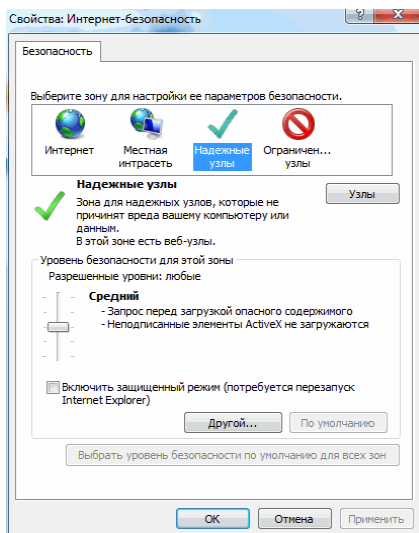 Свойства: Интернет-безопасность
Безопасность
Выберите зону для настройки ее параметров безопасности.
Интернет
Местная
интрасеть
Надежные
узлы
Ограничен...
узлы
Надежные узлы
Узлы
Зона для надежных узлов, которые не
причинят вреда вашему компьютеру или
данным.
В этой зоне есть веб-узлы.
Уровень безопасности для этой зоны
Разрешенные уровни: любые
Средний
- Запрос перед загрузкой опасного содержимого
- Неподписанные элементы ActiveX не загружаются
Включить защищенный режим (потребуется перезапуск
Internet Explorer)
Другой...
По умолчанию
Выбрать уровень безопасности по умолчанию для всех зон
OK
Отмена
Применить